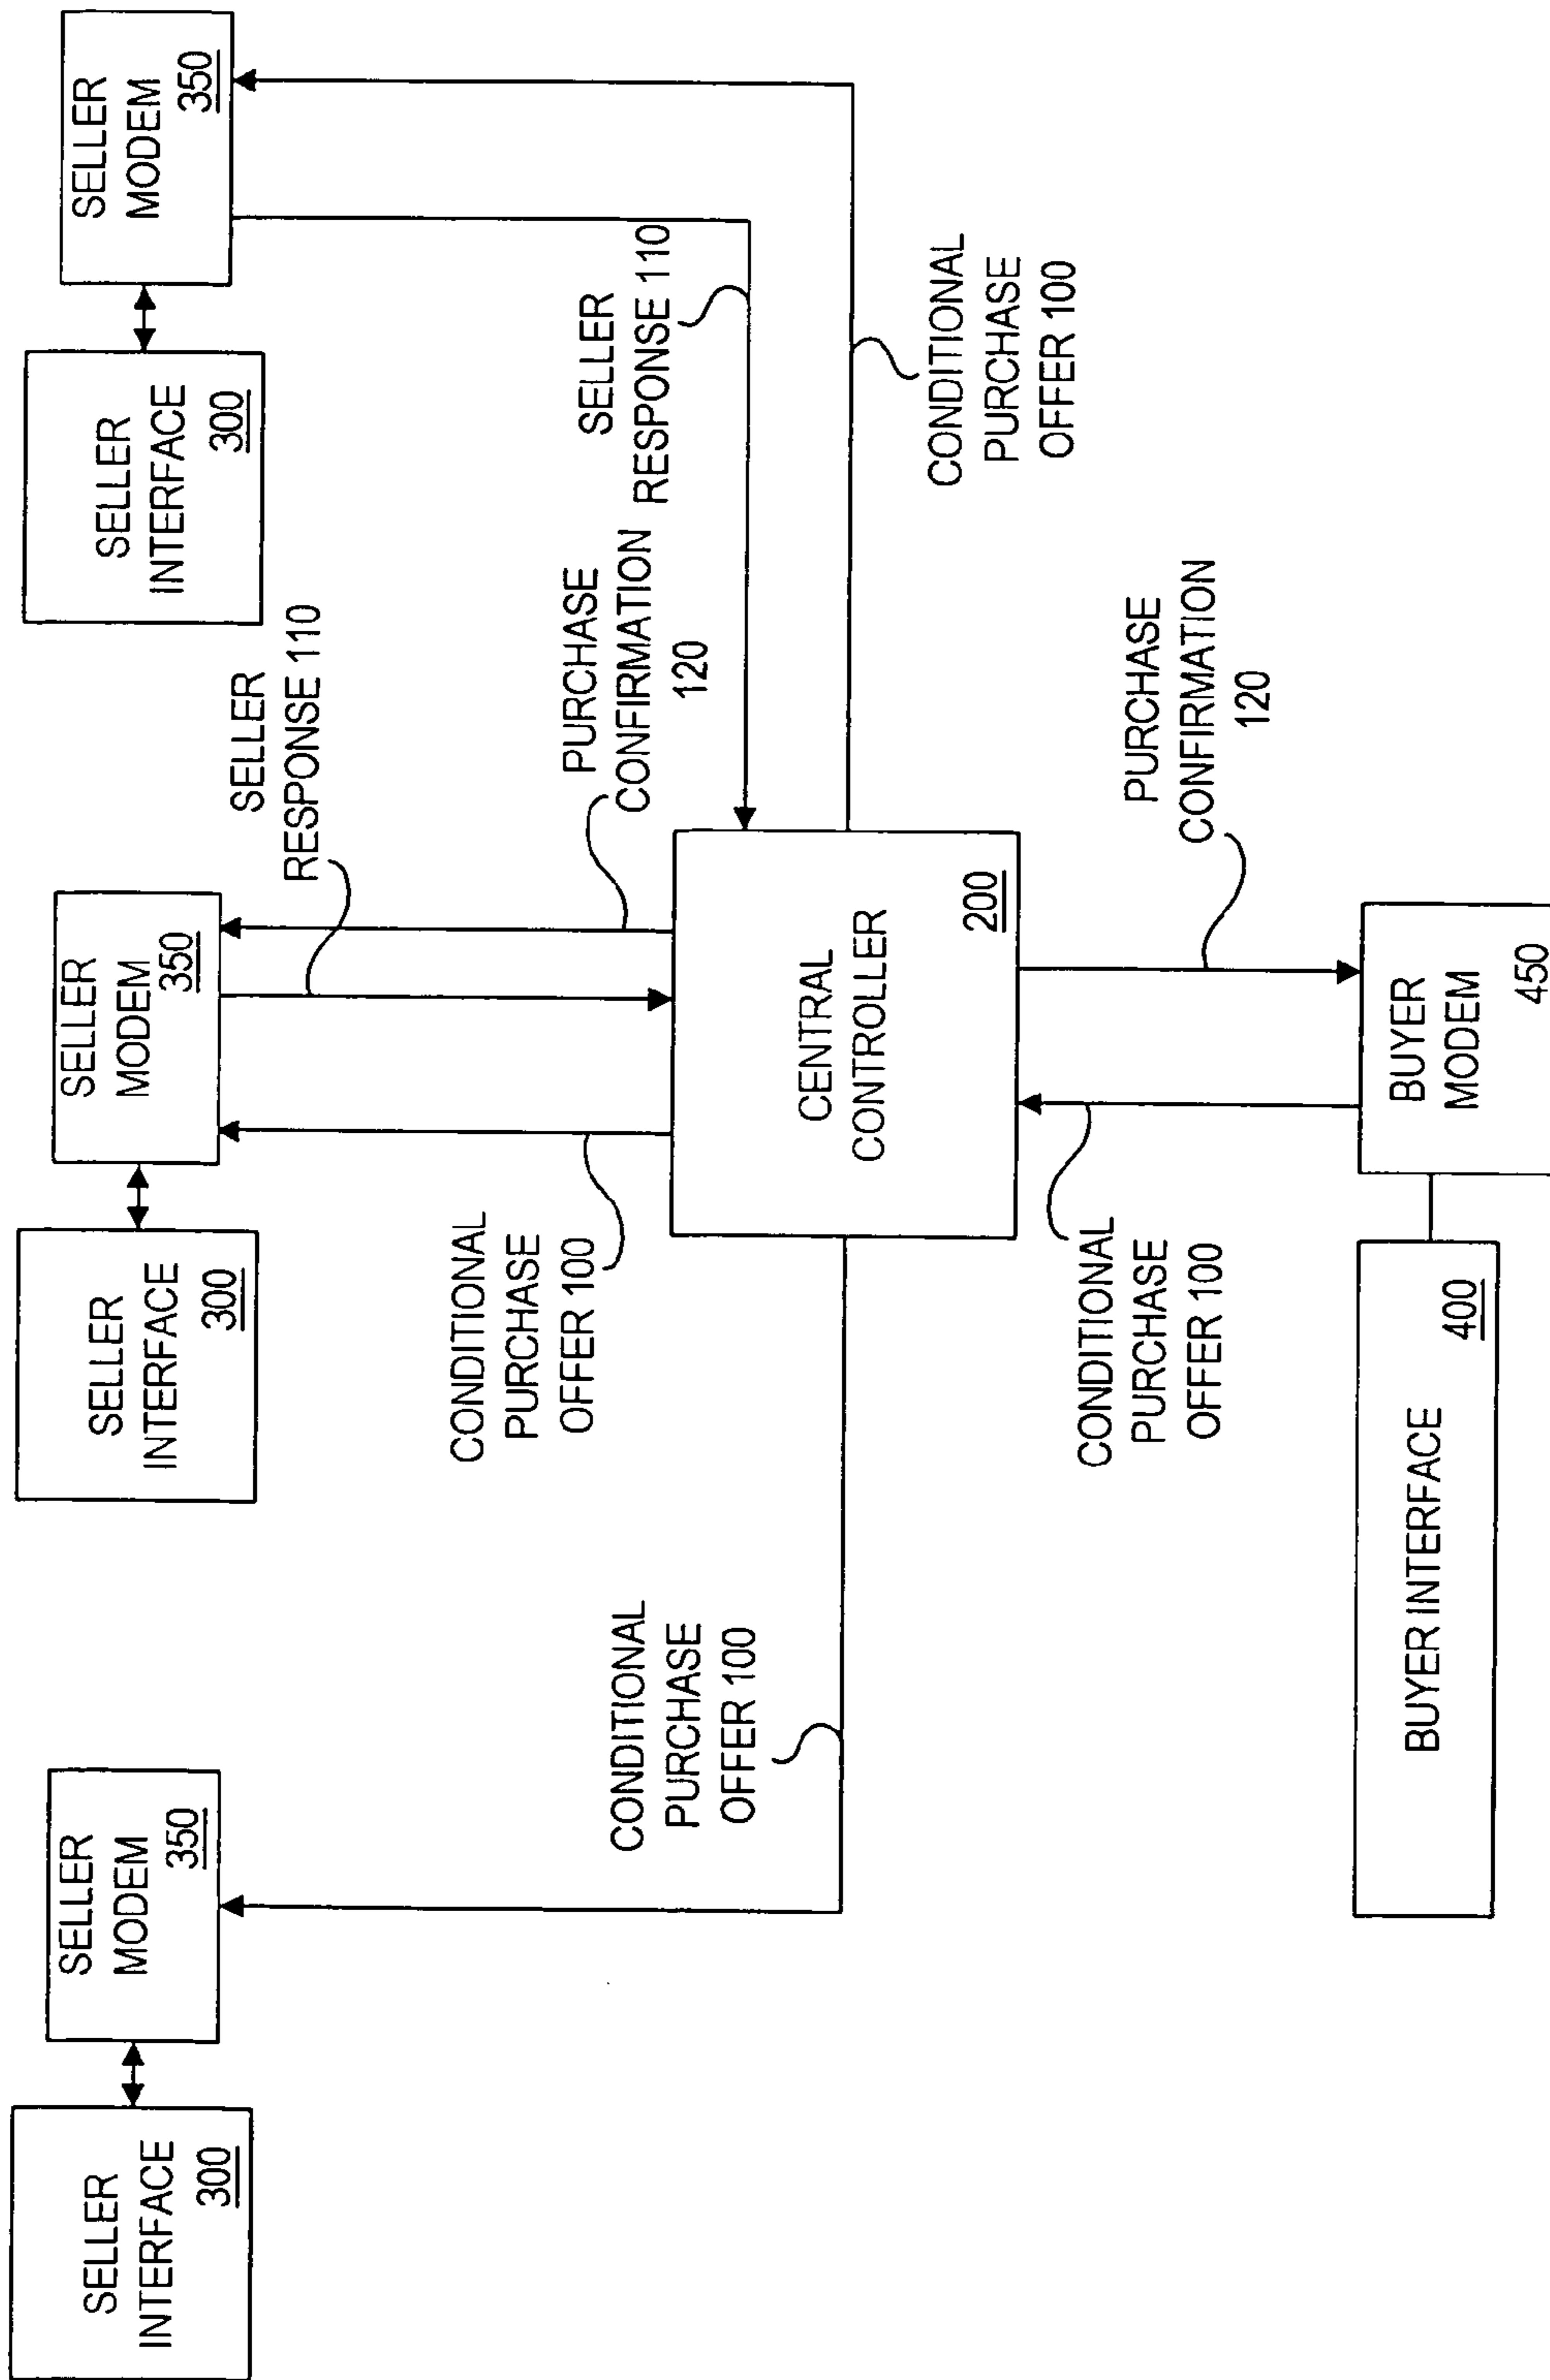 SELLER
INTERFACE
300
SELLER
MODEM
350
SELLER
INTERFACE
300
SELLER
MODEM
350
SELLER
INTERFACE
300
SELLER
MODEM
350
SELLER
RESPONSE 110
CONDITIONAL
PURCHASE
OFFER 100
PURCHASE
CONFIRMATION
120
SELLER
RESPONSE 110
CONDITIONAL
PURCHASE
OFFER 100
CENTRAL
CONTROLLER
200
CONDITIONAL
PURCHASE
OFFER 100
CONDITIONAL
PURCHASE
OFFER 100
PURCHASE
CONFIRMATION
120
BUYER INTERFACE
400
BUYER
MODEM
450